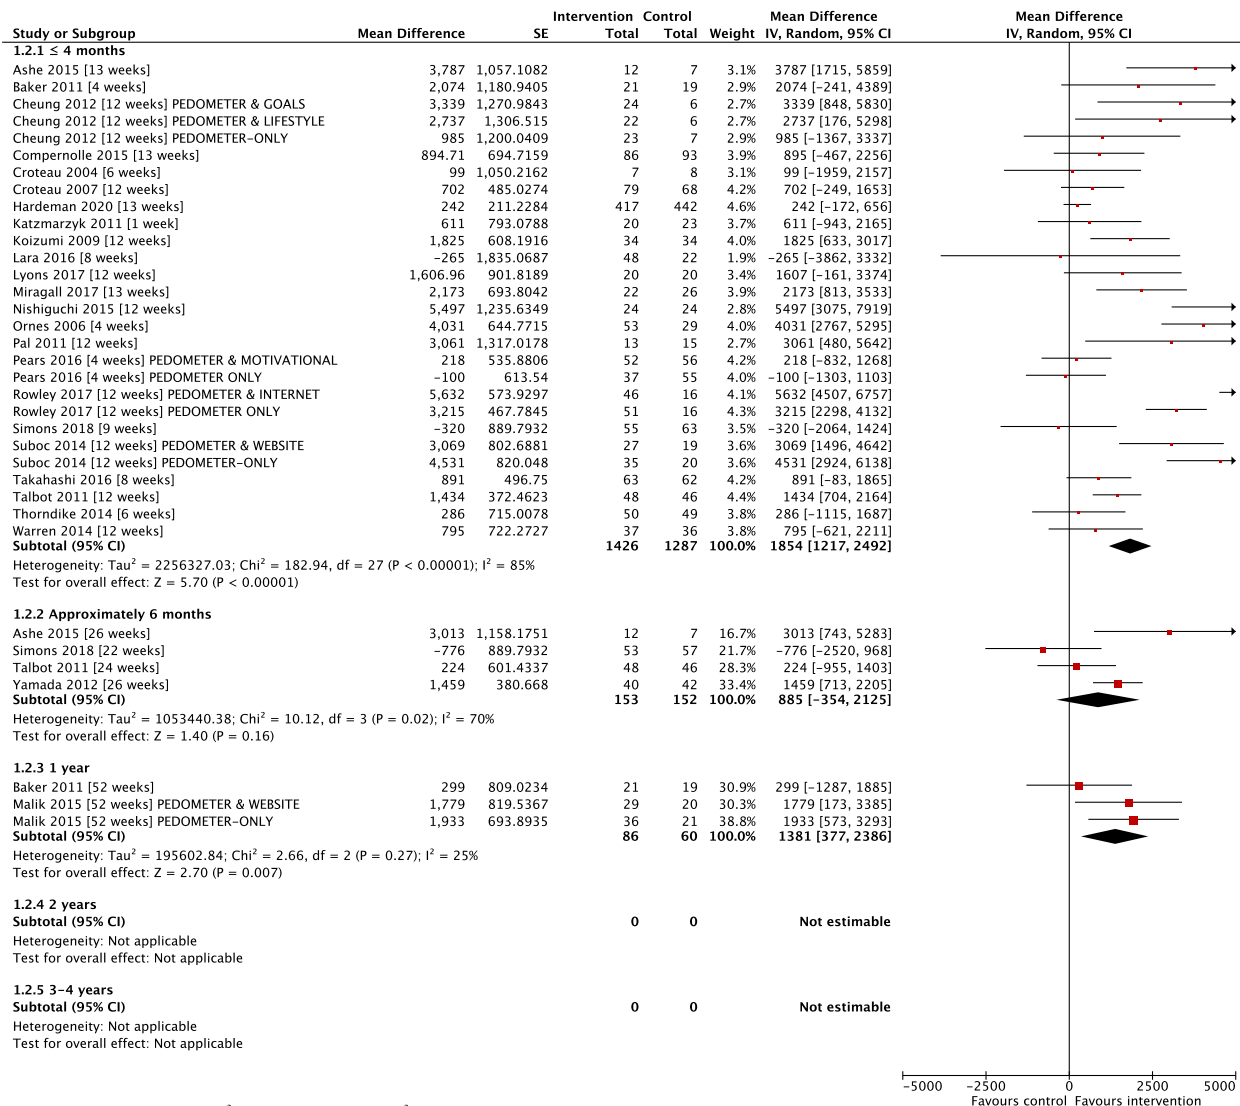 Intervention Control Mean Difference Mean Difference
Study or Subgroup Mean Difference SE Total Total Weight IV, Random, 95% CI IV, Random, 95% CI
1.2.1 ≤ 4 months
Ashe 2015 [13 weeks] 3,787 1,057.1082 12 7 3.1% 3787 [1715, 5859]
Baker 2011 [4 weeks] 2,074 1,180.9405 21 19 2.9% 2074 [-241, 4389]
Cheung 2012 [12 weeks] PEDOMETER & GOALS 3,339 1,270.9843 24 6 2.7% 3339 [848, 5830]
Cheung 2012 [12 weeks] PEDOMETER & LIFESTYLE 2,737 1,306.515 22 6 2.7% 2737 [176, 5298]
Cheung 2012 [12 weeks] PEDOMETER-ONLY 985 1,200.0409 23 7 2.9% 985 [-1367, 3337]
Compernolle 2015 [13 weeks] 894.71 694.7159 86 93 3.9% 895 [-467, 2256]
Croteau 2004 [6 weeks] 99 1,050.2162 7 8 3.1% 99 [-1959, 2157]
Croteau 2007 [12 weeks] 702 485.0274 79 68 4.2% 702 [-249, 1653]
Hardeman 2020 [13 weeks] 242 211.2284 417 442 4.6% 242 [-172, 656]
Katzmarzyk 2011 [1 week] 611 793.0788 20 23 3.7% 611 [-943, 2165]
Koizumi 2009 [12 weeks] 1,825 608.1916 34 34 4.0% 1825 [633, 3017]
Lara 2016 [8 weeks] -265 1,835.0687 48 22 1.9% -265 [-3862, 3332]
Lyons 2017 [12 weeks] 1,606.96 901.8189 20 20 3.4% 1607 [-161, 3374]
Miragall 2017 [13 weeks] 2,173 693.8042 22 26 3.9% 2173 [813, 3533]
Nishiguchi 2015 [12 weeks] 5,497 1,235.6349 24 24 2.8% 5497 [3075, 7919]
Ornes 2006 [4 weeks] 4,031 644.7715 53 29 4.0% 4031 [2767, 5295]
Pal 2011 [12 weeks] 3,061 1,317.0178 13 15 2.7% 3061 [480, 5642]
Pears 2016 [4 weeks] PEDOMETER & MOTIVATIONAL 218 535.8806 52 56 4.2% 218 [-832, 1268]
Pears 2016 [4 weeks] PEDOMETER ONLY -100 613.54 37 55 4.0% -100 [-1303, 1103]
Rowley 2017 [12 weeks] PEDOMETER & INTERNET 5,632 573.9297 46 16 4.1% 5632 [4507, 6757]
Rowley 2017 [12 weeks] PEDOMETER ONLY 3,215 467.7845 51 16 4.3% 3215 [2298, 4132]
Simons 2018 [9 weeks] -320 889.7932 55 63 3.5% -320 [-2064, 1424]
Suboc 2014 [12 weeks] PEDOMETER & WEBSITE 3,069 802.6881 27 19 3.6% 3069 [1496, 4642]
Suboc 2014 [12 weeks] PEDOMETER-ONLY 4,531 820.048 35 20 3.6% 4531 [2924, 6138]
Takahashi 2016 [8 weeks] 891 496.75 63 62 4.2% 891 [-83, 1865]
Talbot 2011 [12 weeks] 1,434 372.4623 48 46 4.4% 1434 [704, 2164]
Thorndike 2014 [6 weeks] 286 715.0078 50 49 3.8% 286 [-1115, 1687]
Warren 2014 [12 weeks] 795 722.2727 37 36 3.8% 795 [-621, 2211]
Subtotal (95% CI) 1426 1287 100.0% 1854 [1217, 2492]
Heterogeneity: Tau² = 2256327.03; Chi² = 182.94, df = 27 (P < 0.00001); I² = 85%
Test for overall effect: Z = 5.70 (P < 0.00001)
1.2.2 Approximately 6 months
Ashe 2015 [26 weeks] 3,013 1,158.1751 12 7 16.7% 3013 [743, 5283]
Simons 2018 [22 weeks] -776 889.7932 53 57 21.7% -776 [-2520, 968]
Talbot 2011 [24 weeks] 224 601.4337 48 46 28.3% 224 [-955, 1403]
Yamada 2012 [26 weeks] 1,459 380.668 40 42 33.4% 1459 [713, 2205]
Subtotal (95% CI) 153 152 100.0% 885 [-354, 2125]
Heterogeneity: Tau² = 1053440.38; Chi² = 10.12, df = 3 (P = 0.02); I² = 70%
Test for overall effect: Z = 1.40 (P = 0.16)
1.2.3 1 year
Baker 2011 [52 weeks] 299 809.0234 21 19 30.9% 299 [-1287, 1885]
Malik 2015 [52 weeks] PEDOMETER & WEBSITE 1,779 819.5367 29 20 30.3% 1779 [173, 3385]
Malik 2015 [52 weeks] PEDOMETER-ONLY 1,933 693.8935 36 21 38.8% 1933 [573, 3293]
Subtotal (95% CI) 86 60 100.0% 1381 [377, 2386]
Heterogeneity: Tau² = 195602.84; Chi² = 2.66, df = 2 (P = 0.27); I² = 25%
Test for overall effect: Z = 2.70 (P = 0.007)
1.2.4 2 years
Subtotal (95% CI) 0 0 Not estimable
Heterogeneity: Not applicable
Test for overall effect: Not applicable
1.2.5 3-4 years
Subtotal (95% CI) 0 0 Not estimable
Heterogeneity: Not applicable
Test for overall effect: Not applicable
-5000 -2500 0 2500 5000
Favours control Favours intervention